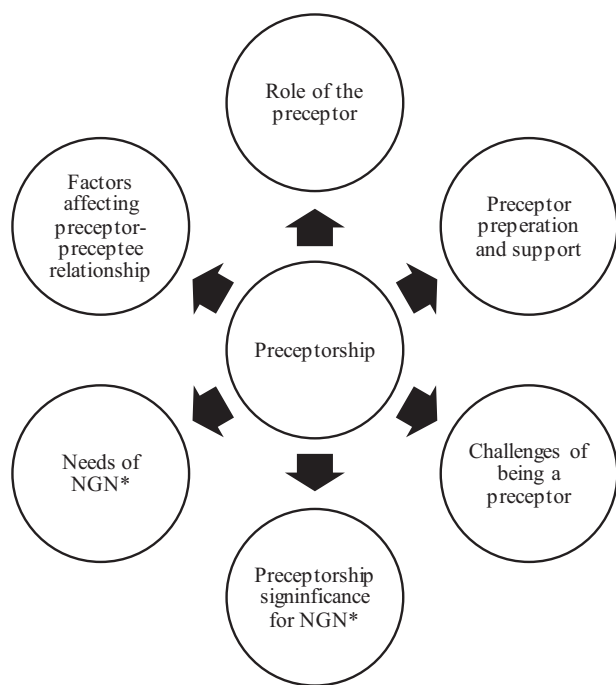 Role of the
preceptor
Factors
affecting
preceptor-
preceptee
relationship
Preceptor
preperation
and support
Preceptorship
Needs of
NGN*
Challenges of
being a
preceptor
Preceptorship
signinficance
for NGN*